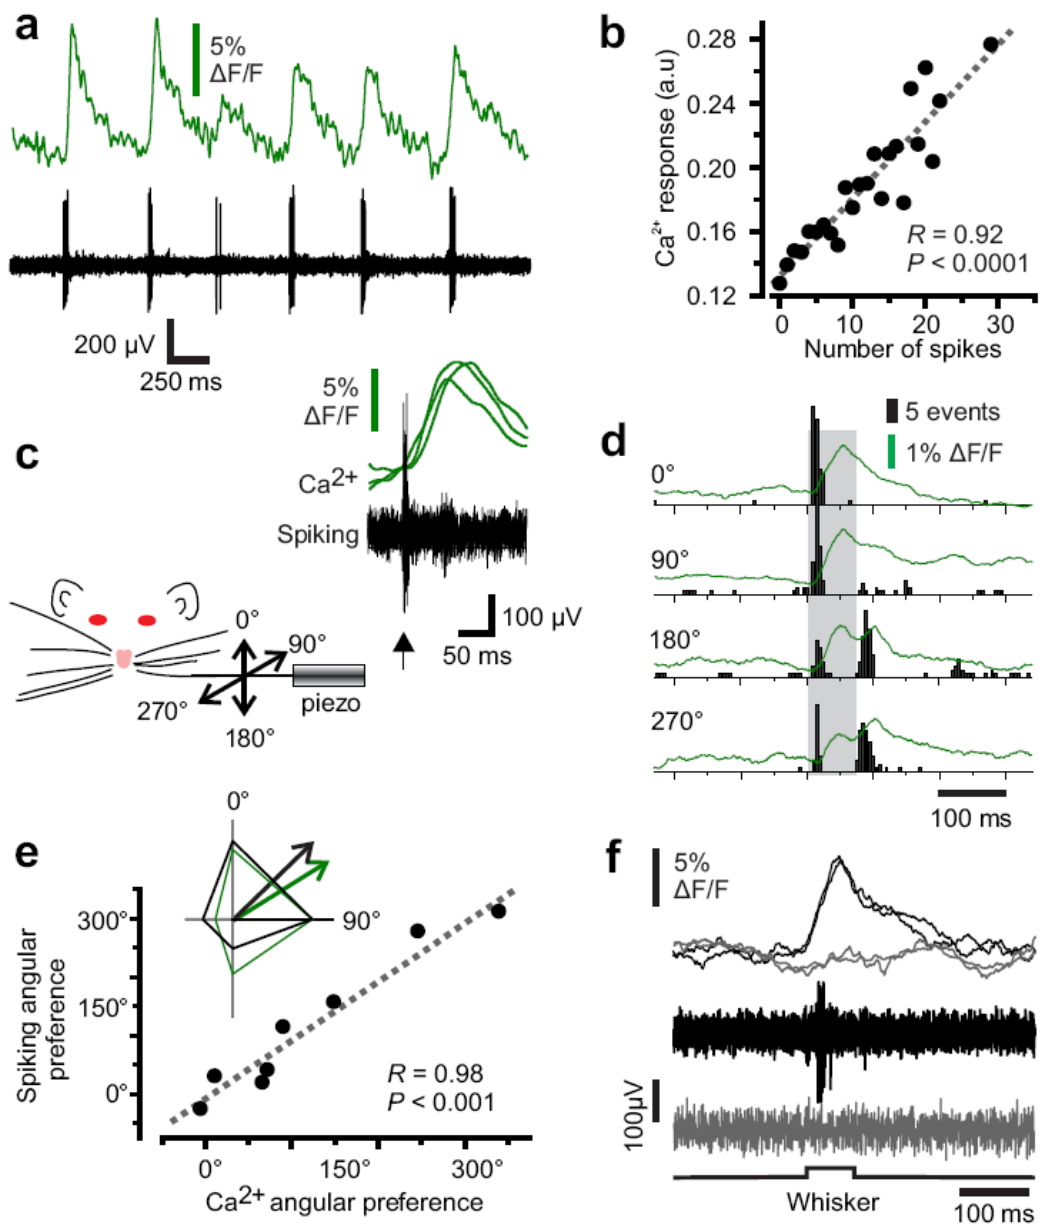 a
5%
ΔF/F
200 µV
250 ms
b
Ca2+ response (a.u)
0.28
0.24
0.20
0.16
0.12
R = 0.92
P < 0.0001
0
10
20
30
Number of spikes
c
5%
ΔF/F
Ca2+
Spiking
100 µV
50 ms
0°
90°
270°
180°
piezo
d
5 events
1% ΔF/F
0°
90°
180°
270°
100 ms
e
0°
90°
Spiking angular
preference
300°
150°
0°
R = 0.98
P < 0.001
0°
150°
300°
Ca2+ angular preference
f
5%
ΔF/F
100µV
Whisker
100 ms